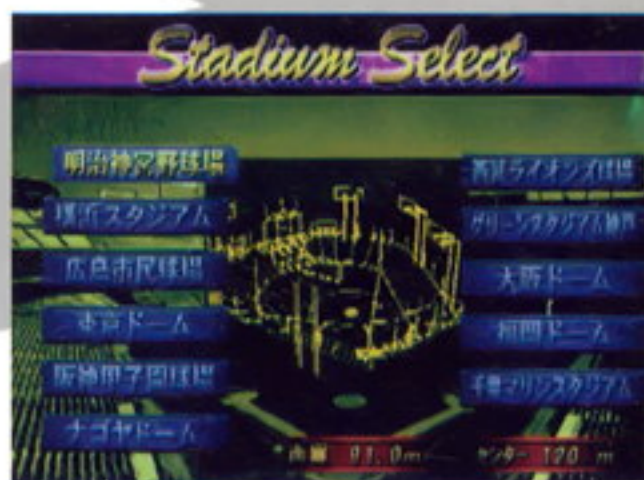 Stadium Select
明治神宮野球場
横浜スタジアム
広島市民球場
東京ドーム
阪神甲子園球場
ナゴヤドーム
西武ライオンズ球場
グリーンスタジアム神戸
大阪ドーム
福岡ドーム
千葉マリンスタジアム
両翼 91.0m
センター 120 m